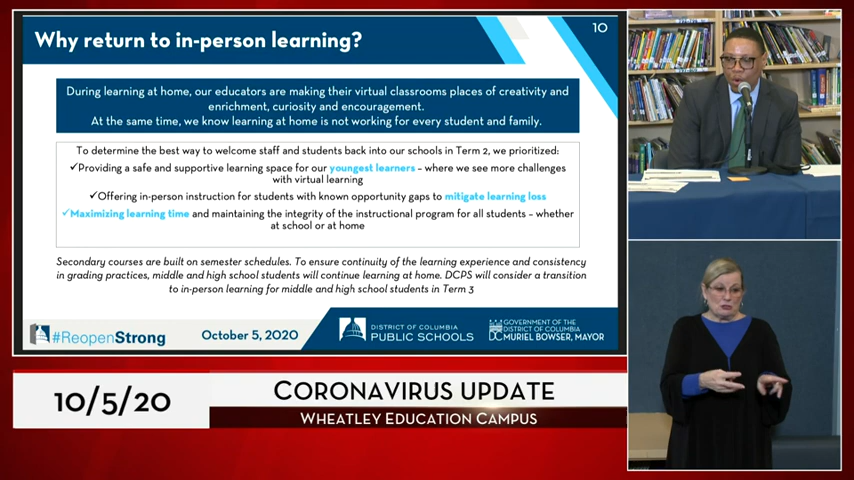 Why return to in-person learning?
10
During learning at home, our educators are making their virtual classrooms places of creativity and
enrichment, curiosity and encouragement.
At the same time, we know learning at home is not working for every student and family.
To determine the best way to welcome staff and students back into our schools in Term 2, we prioritized:
✓Providing a safe and supportive learning space for our youngest learners – where we see more challenges
with virtual learning
✓Offering in-person instruction for students with known opportunity gaps to mitigate learning loss
✓Maximizing learning time and maintaining the integrity of the instructional program for all students – whether
at school or at home
Secondary courses are built on semester schedules. To ensure continuity of the learning experience and consistency
in grading practices, middle and high school students will continue learning at home. DCPS will consider a transition
to in-person learning for middle and high school students in Term 3
#ReopenStrong
October 5, 2020
DISTRICT OF COLUMBIA
PUBLIC SCHOOLS
GOVERNMENT OF THE
DISTRICT OF COLUMBIA
DC MURIEL BOWSER, MAYOR
10/5/20
CORONAVIRUS UPDATE
WHEATLEY EDUCATION CAMPUS